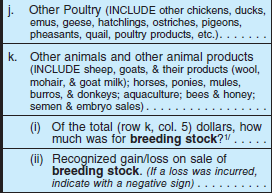 j. Other Poultry (INCLUDE other chickens, ducks,
emus, geese, hatchlings, ostriches, pigeons,
pheasants, quail, poultry products, etc.). . . . . . .
k. Other animals and other animal products
(INCLUDE sheep, goats, & their products (wool,
mohair, & goat milk); horses, ponies, mules,
burros, & donkeys; aquaculture; bees & honey;
semen & embryo sales) . . . . . . . . . . . . . . . .
(i) Of the total (row k, col. 5) dollars, how
much was for breeding stock?1/ . . . . .
(ii) Recognized gain/loss on sale of
breeding stock. (If a loss was incurred,
indicate with a negative sign) . . . . . . . . .